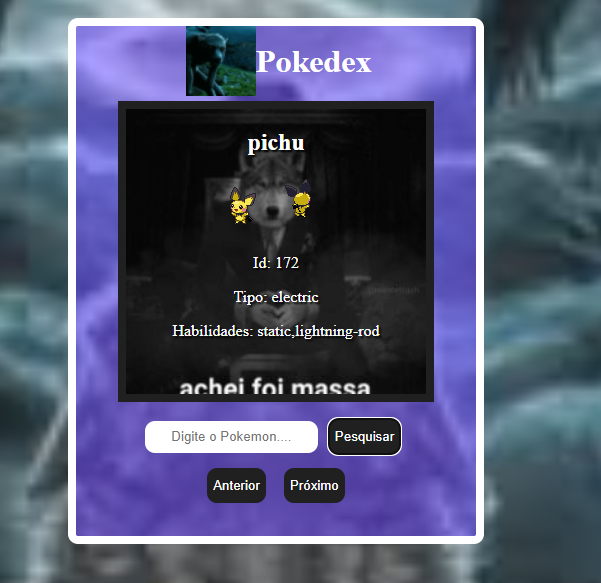 Pokedex
pichu
Id: 172
Tipo: electric
Habilidades: static,lightning-rod
achei foi massa
Digite o Pokemon.... Pesquisar
Anterior Próximo